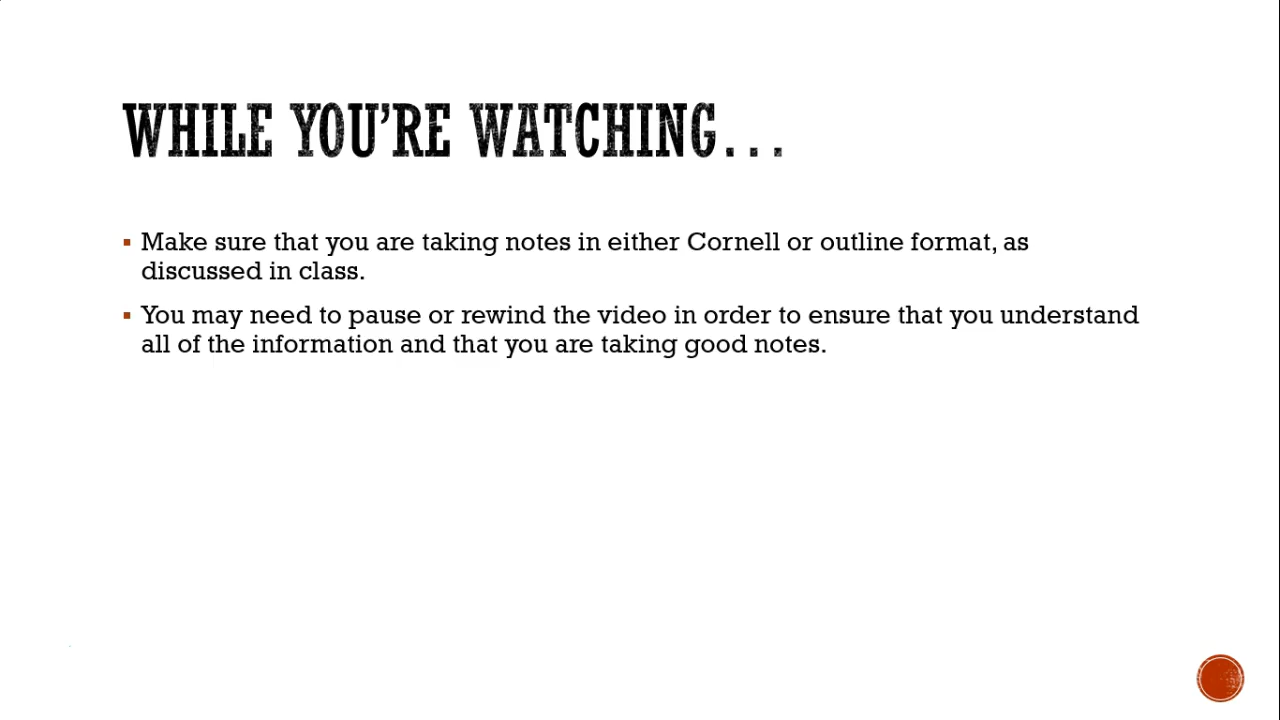 WHILE YOU'RE WATCHING...
▪ Make sure that you are taking notes in either Cornell or outline format, as
discussed in class.
▪ You may need to pause or rewind the video in order to ensure that you understand
all of the information and that you are taking good notes.